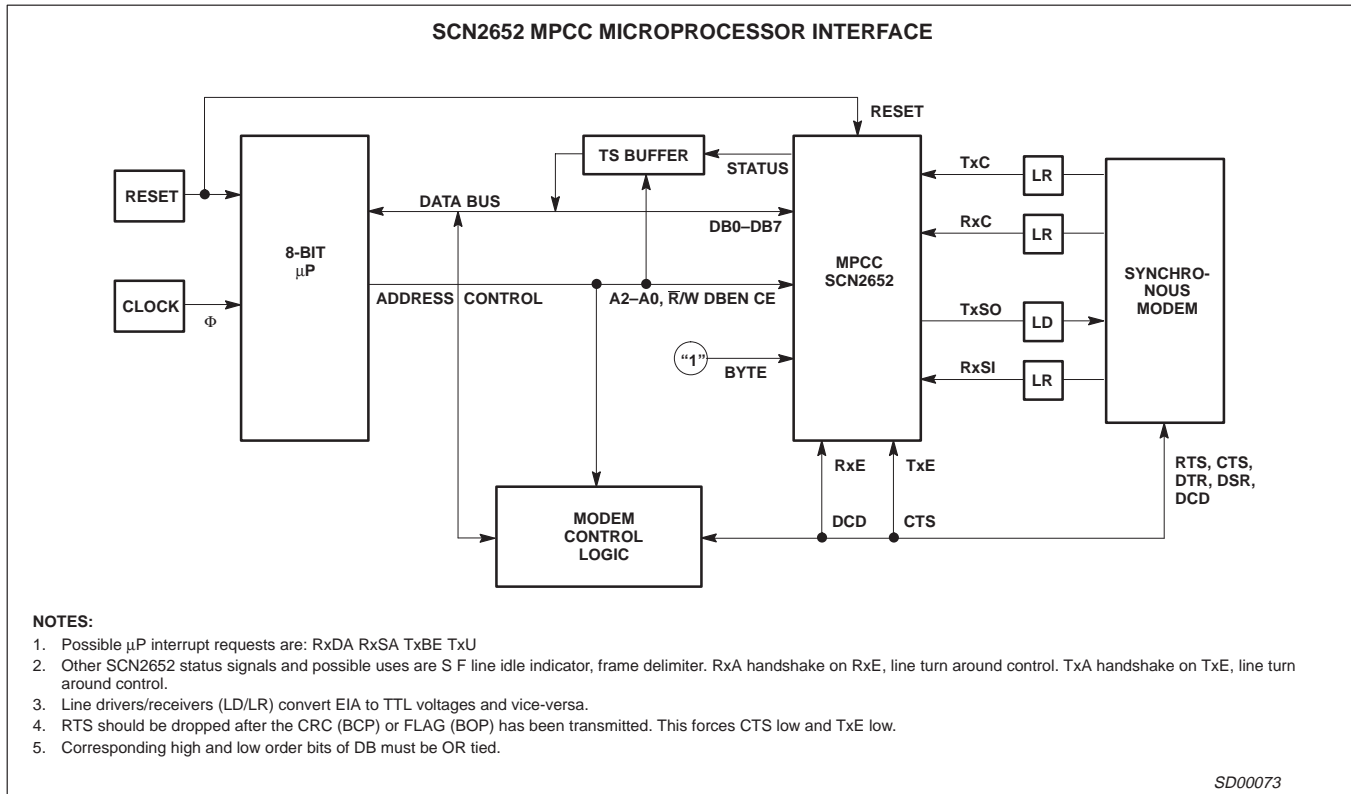 SCN2652 MPCC MICROPROCESSOR INTERFACE
RESET
TS BUFFER
STATUS
RESET
DATA BUS
DB0–DB7
8-BIT
μP
MPCC
SCN2652
CLOCK
Φ
ADDRESS CONTROL
A2–A0, R̅/W DBEN CE
"1"
BYTE
TxC
LR
RxC
LR
TxSO
LD
RxSI
LR
SYNCHRO-
NOUS
MODEM
RxE
TxE
RTS, CTS,
DTR, DSR,
DCD
MODEM
CONTROL
LOGIC
DCD
CTS
NOTES:
1. Possible μP interrupt requests are: RxDA RxSA TxBE TxU
2. Other SCN2652 status signals and possible uses are S F line idle indicator, frame delimiter. RxA handshake on RxE, line turn around control. TxA handshake on TxE, line turn
around control.
3. Line drivers/receivers (LD/LR) convert EIA to TTL voltages and vice-versa.
4. RTS should be dropped after the CRC (BCP) or FLAG (BOP) has been transmitted. This forces CTS low and TxE low.
5. Corresponding high and low order bits of DB must be OR tied.
SD00073